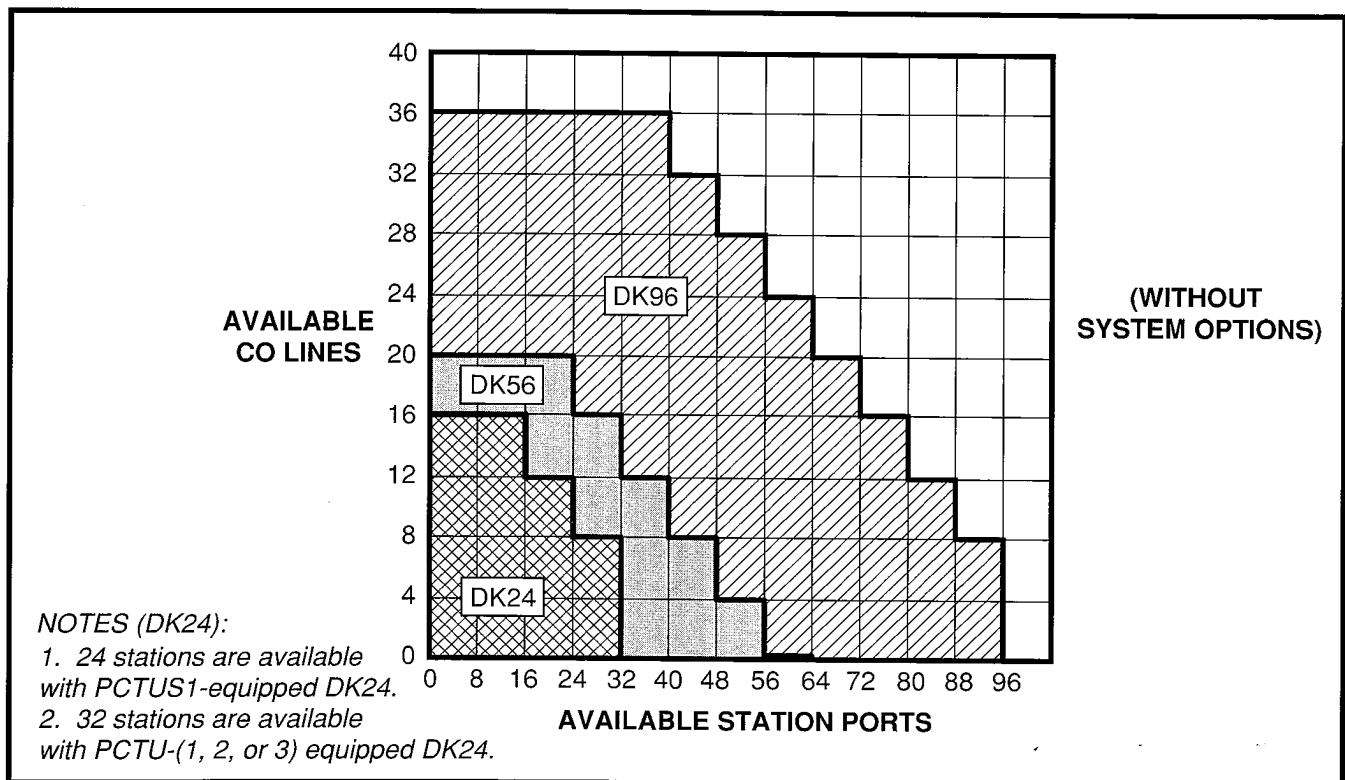 40
36
32
28
24
20
16
12
8
4
0
AVAILABLE
CO LINES
DK96
DK56
DK24
(WITHOUT
SYSTEM OPTIONS)
0 8 16 24 32 40 48 56 64 72 80 88 96
AVAILABLE STATION PORTS
NOTES (DK24):
1. 24 stations are available
with PCTUS1-equipped DK24.
2. 32 stations are available
with PCTU-(1, 2, or 3) equipped DK24.